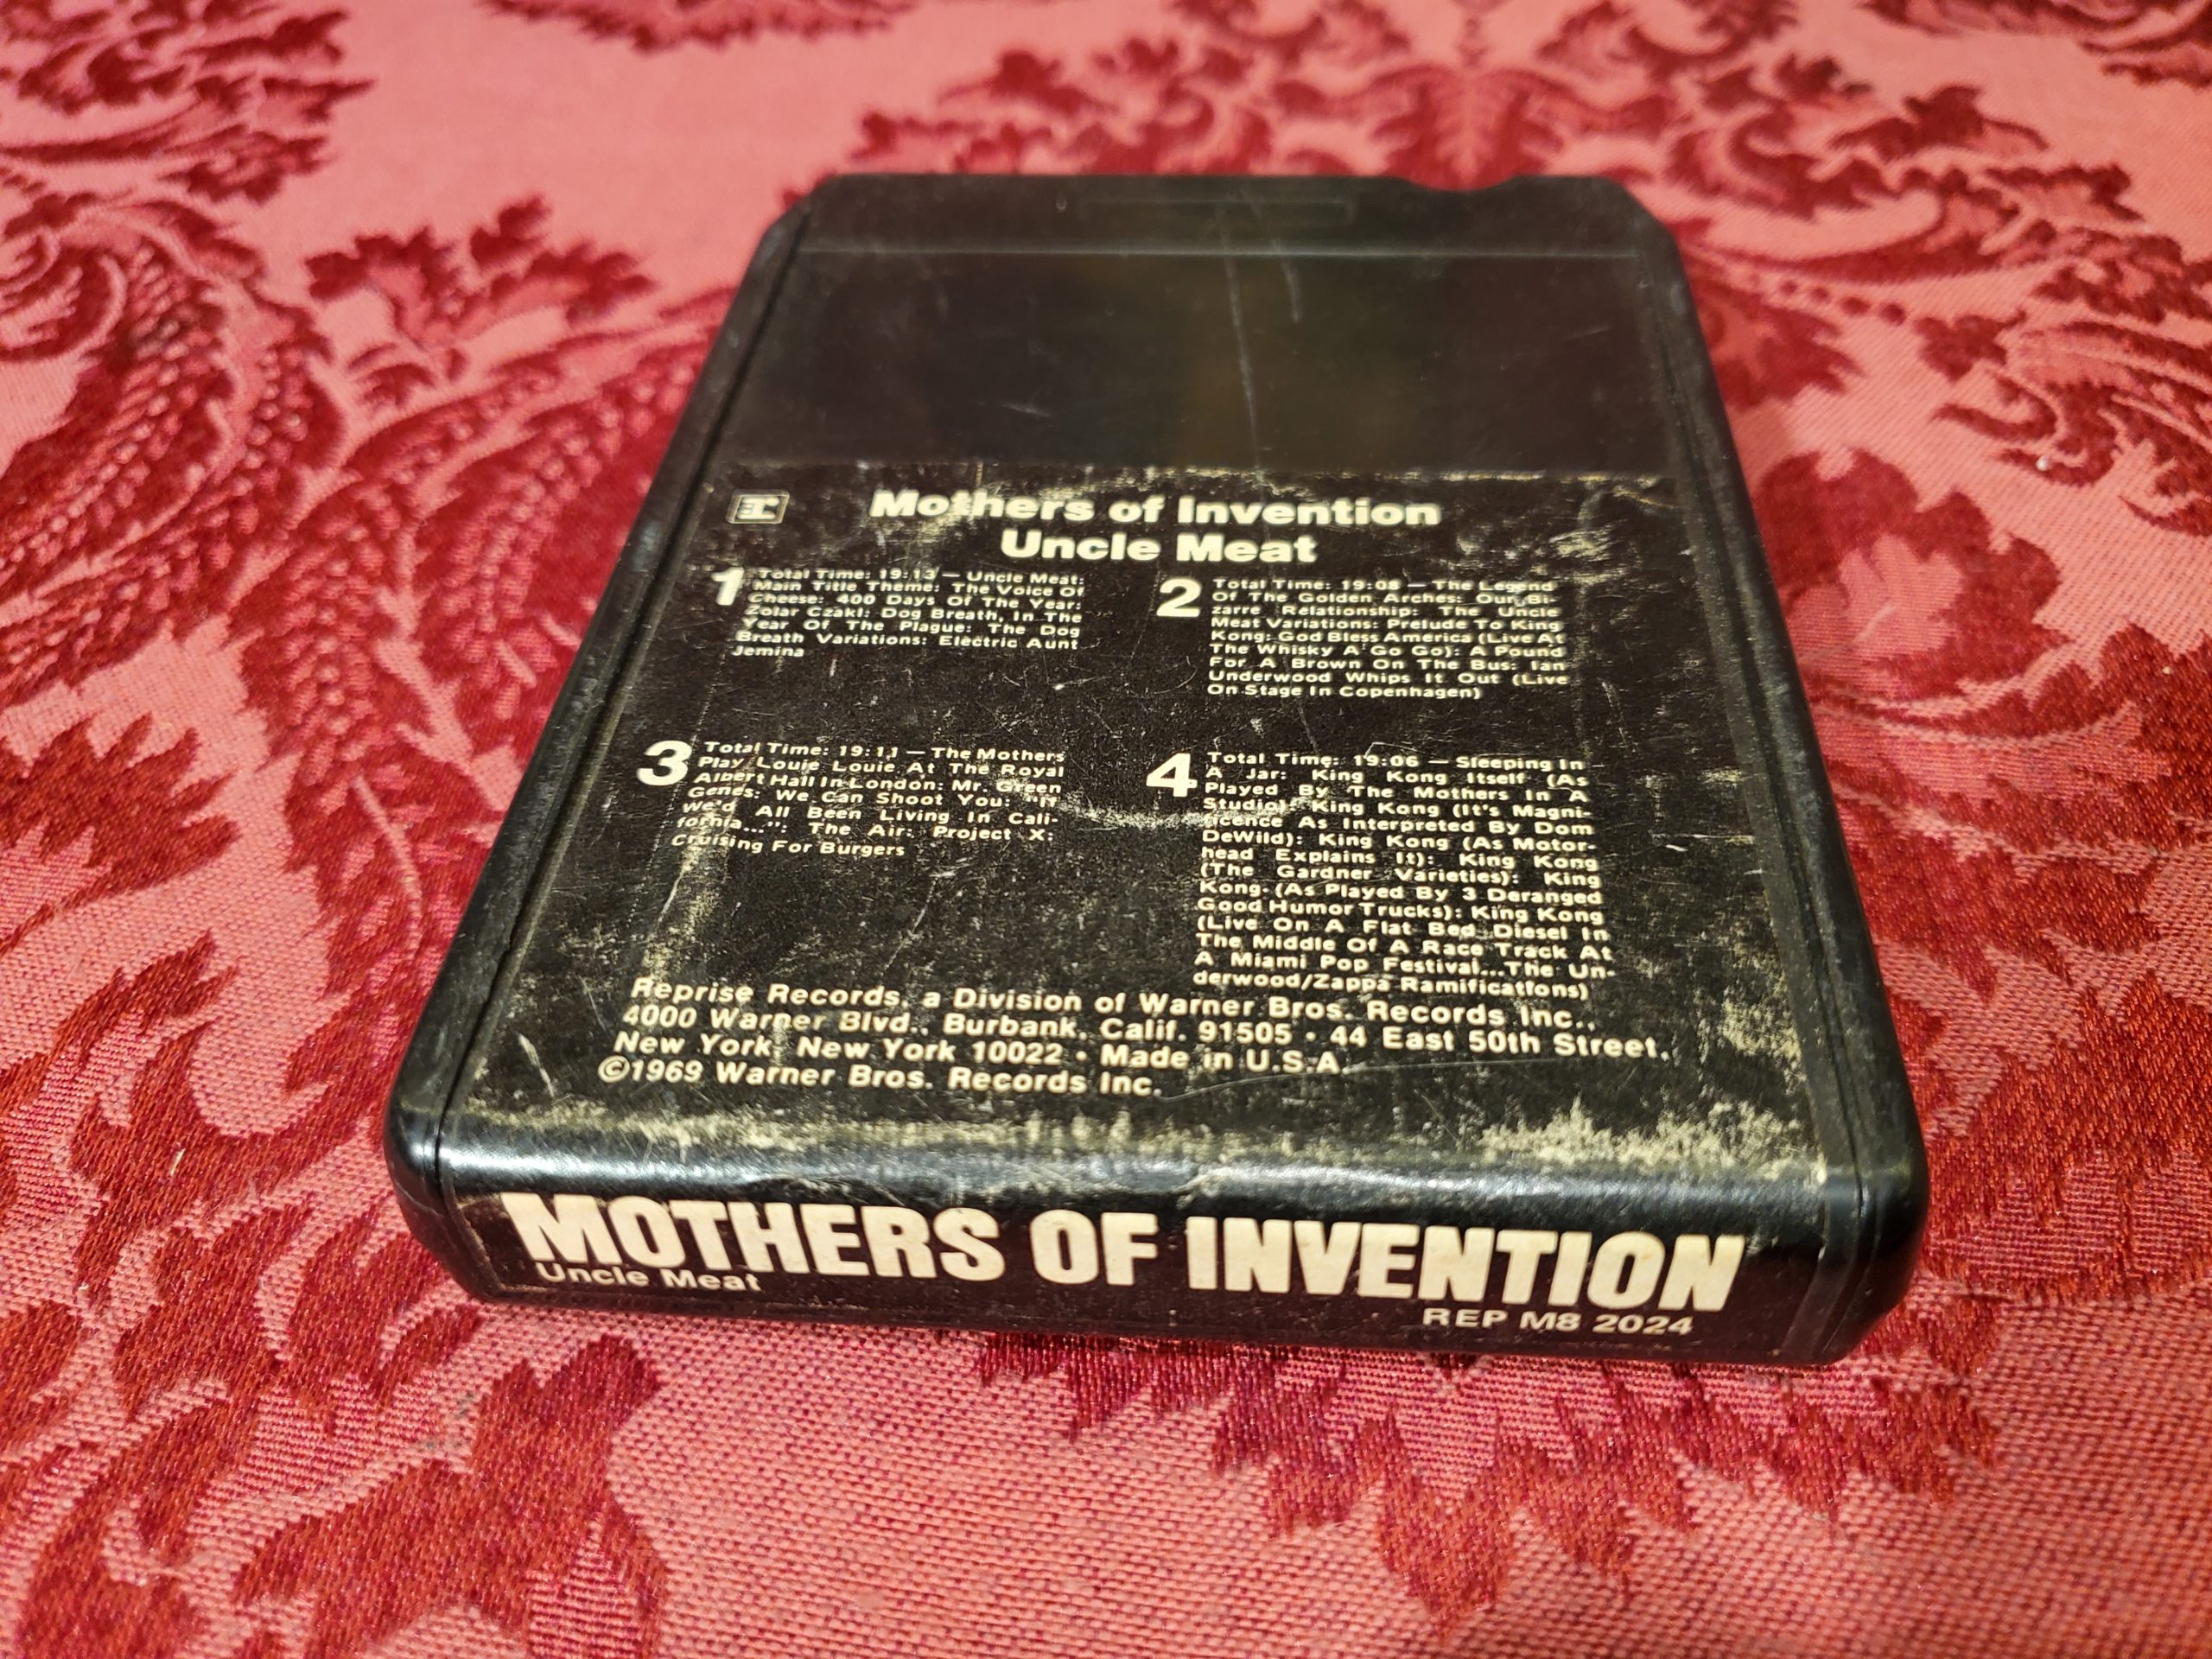 Mothers of Invention
Uncle Meat
1
Total Time: 19:13 — Uncle Meat:
Main Title Theme: The Voice Of
Cheese: 400 Days Of The Year:
Zolar Czakl: Dog Breath, In The
Year Of The Plague: The Dog
Breath Variations: Electric Aunt
Jemina
2
Total Time: 19:08 — The Legend
Of The Golden Arches: Our Bi-
zarre Relationship: The Uncle
Meat Variations: Prelude To King
Kong: God Bless America (Live At
The Whisky A' Go Go): A Pound
For A Brown On The Bus: Ian
Underwood Whips It Out (Live
On Stage In Copenhagen)
3
Total Time: 19:11 — The Mothers
Play Louie Louie At The Royal
Albert Hall In London: Mr. Green
Genes: We Can Shoot You: "If
We'd All Been Living In Cali-
fornia...": The Air: Project X:
Cruising For Burgers
4
Total Time: 19:06 — Sleeping In
A Jar: King Kong Itself (As
Played By The Mothers In A
Studio): King Kong (It's Magni-
ficence As Interpreted By Dom
DeWild): King Kong (As Motor-
head Explains It): King Kong
(The Gardner Varieties): King
Kong (As Played By 3 Deranged
Good Humor Trucks): King Kong
(Live On A Flat Bed Diesel In
The Middle Of A Race Track At
A Miami Pop Festival...The Un-
derwood/Zappa Ramifications)
Reprise Records, a Division of Warner Bros. Records Inc.,
4000 Warner Blvd., Burbank, Calif. 91505 • 44 East 50th Street,
New York, New York 10022 • Made in U.S.A.
©1969 Warner Bros. Records Inc.
MOTHERS OF INVENTION
Uncle Meat
REP M8 2024